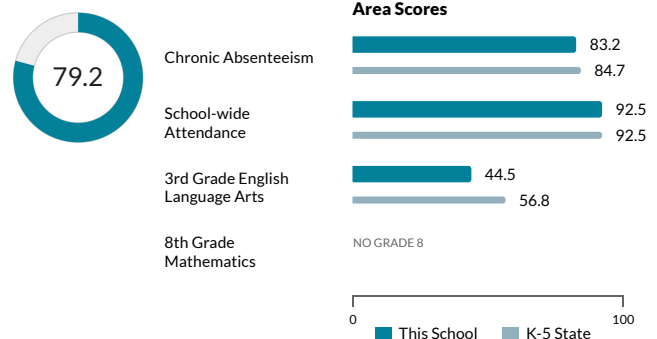 Area Scores
79.2
Chronic Absenteeism
83.2
84.7
School-wide
Attendance
92.5
92.5
3rd Grade English
Language Arts
44.5
56.8
8th Grade
Mathematics
NO GRADE 8
0
100
This School
K-5 State